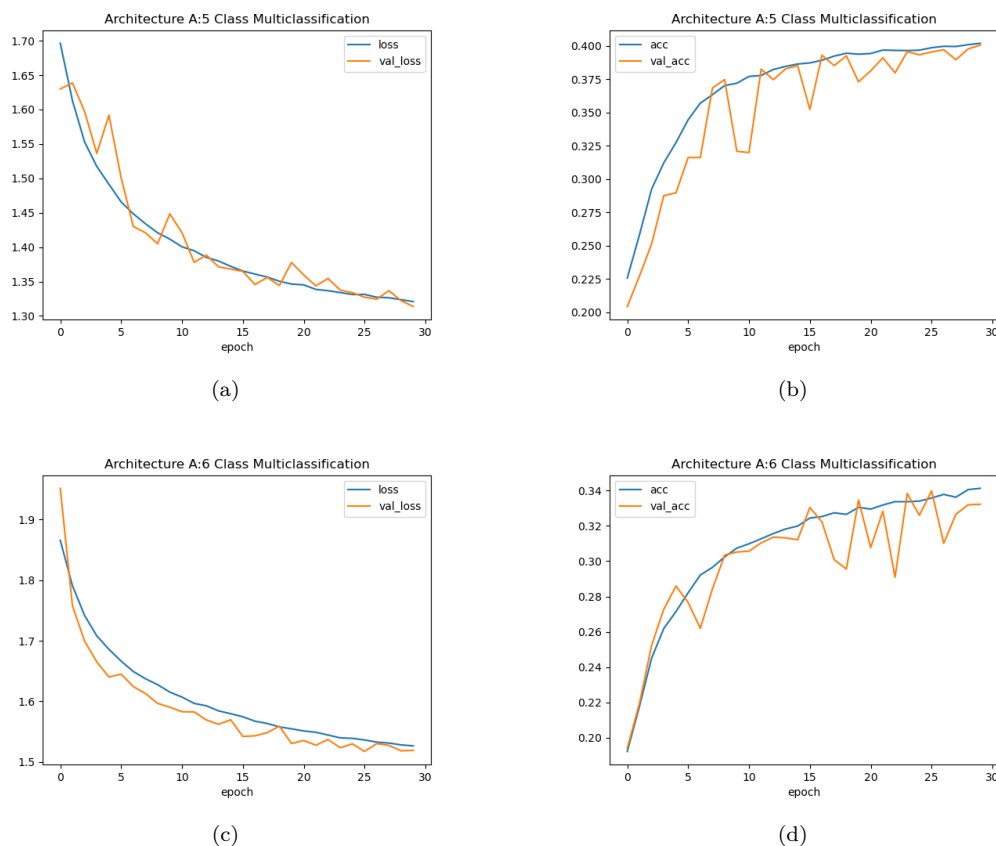 Architecture A:5 Class Multiclassification
loss
val_loss
1.70
1.65
1.60
1.55
1.50
1.45
1.40
1.35
1.30
0 5 10 15 20 25 30
epoch
(a)
Architecture A:5 Class Multiclassification
acc
val_acc
0.400
0.375
0.350
0.325
0.300
0.275
0.250
0.225
0.200
0 5 10 15 20 25 30
epoch
(b)
Architecture A:6 Class Multiclassification
loss
val_loss
1.9
1.8
1.7
1.6
1.5
0 5 10 15 20 25 30
epoch
(c)
Architecture A:6 Class Multiclassification
acc
val_acc
0.34
0.32
0.30
0.28
0.26
0.24
0.22
0.20
0 5 10 15 20 25 30
epoch
(d)